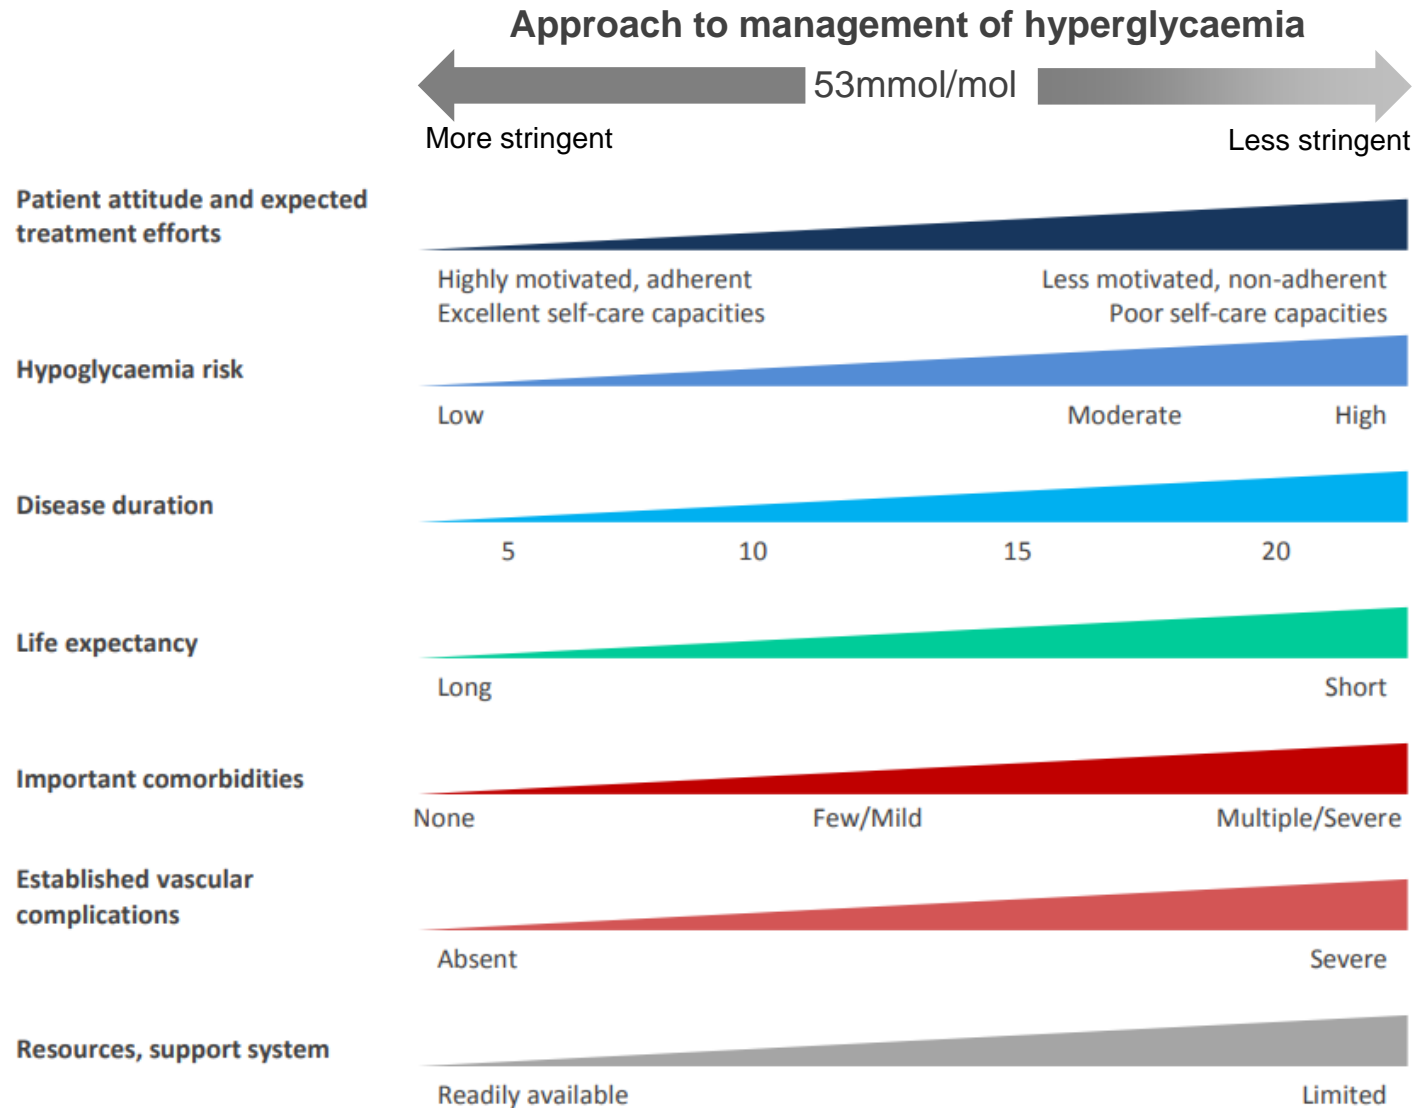 Approach to management of hyperglycaemia
53mmol/mol
More stringent
Less stringent
Patient attitude and expected
treatment efforts
Highly motivated, adherent
Excellent self-care capacities
Less motivated, non-adherent
Poor self-care capacities
Hypoglycaemia risk
Low
Moderate
High
Disease duration
5
10
15
20
Life expectancy
Long
Short
Important comorbidities
None
Few/Mild
Multiple/Severe
Established vascular
complications
Absent
Severe
Resources, support system
Readily available
Limited